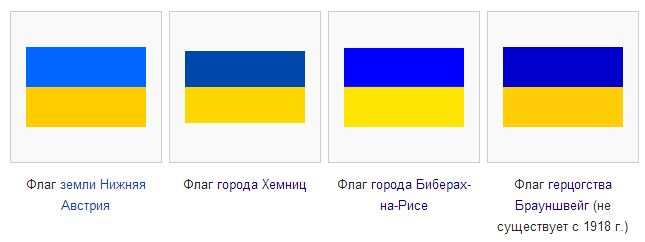 Флаг земли Нижняя
Австрия
Флаг города Хемниц
Флаг города Биберах-
на-Рисе
Флаг герцогства
Брауншвейг (не
существует с 1918 г.)